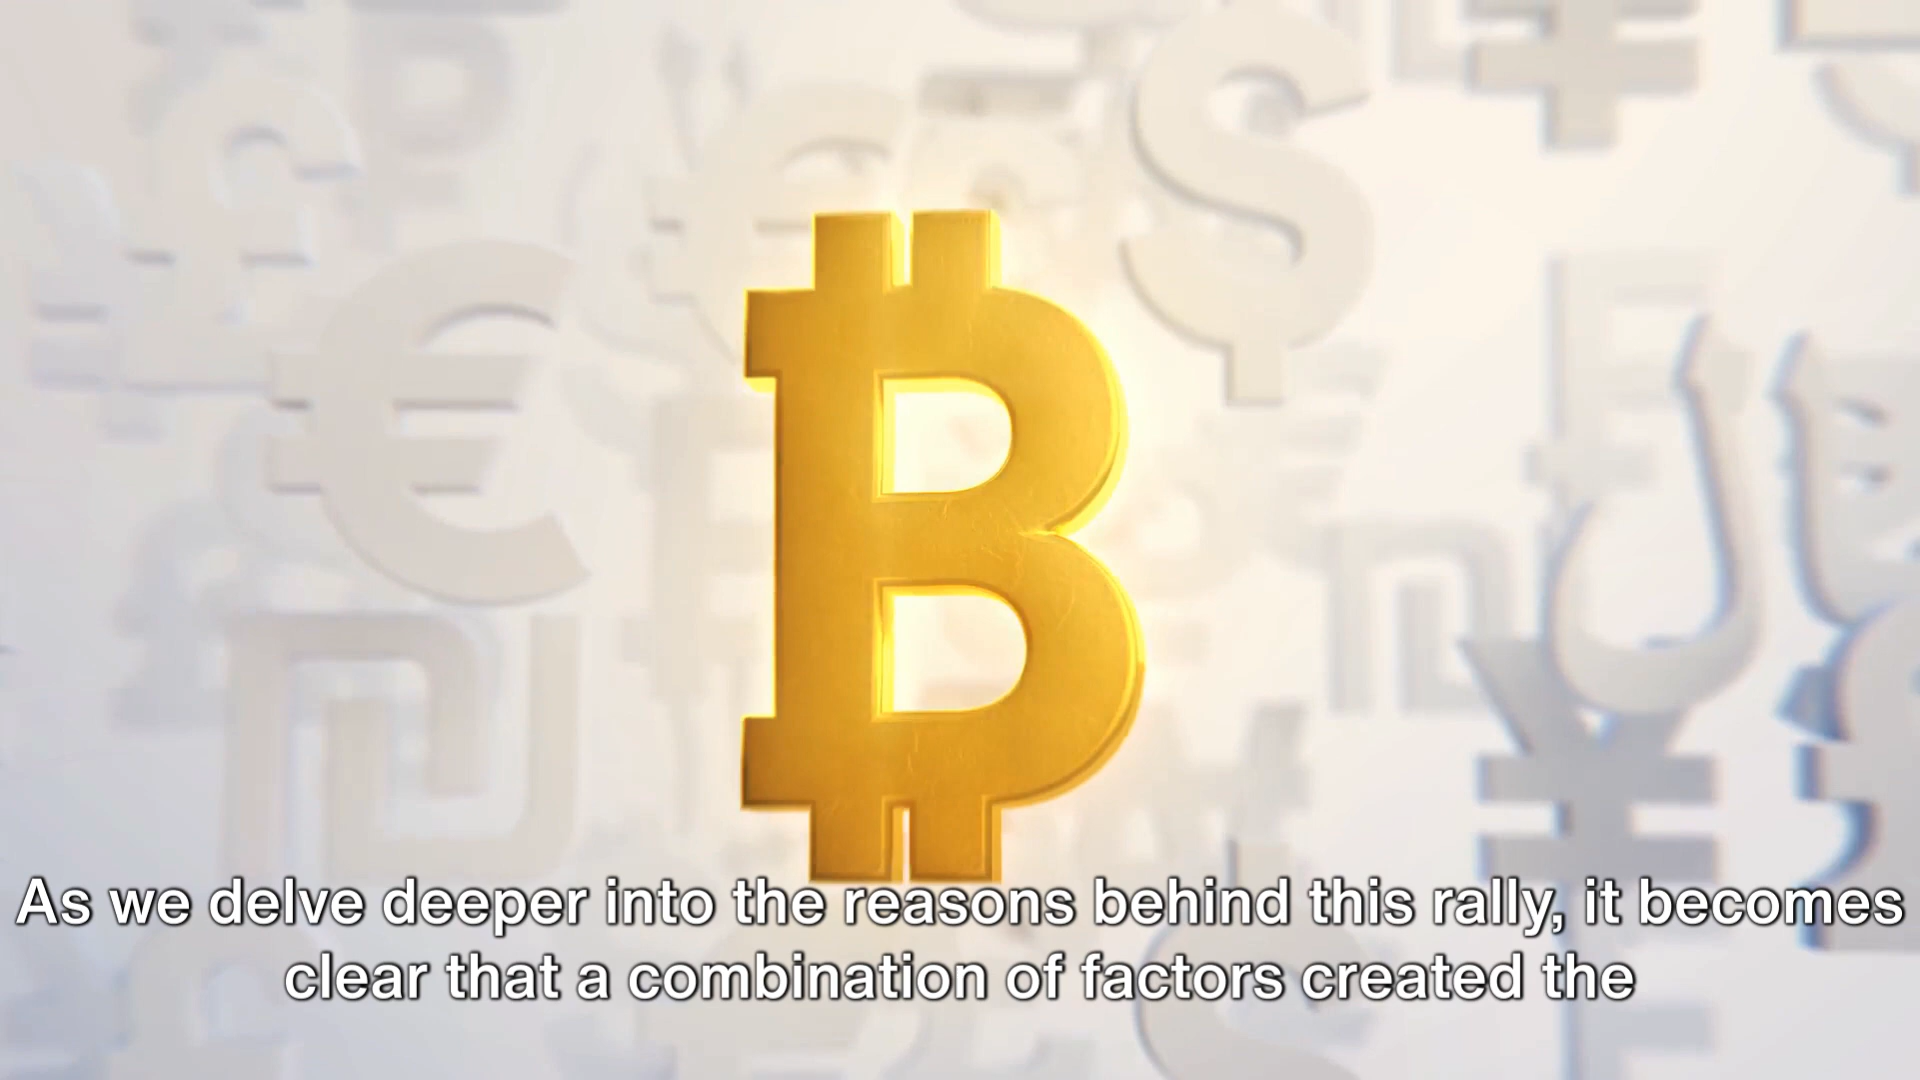 As we delve deeper into the reasons behind this rally, it becomes
clear that a combination of factors created the